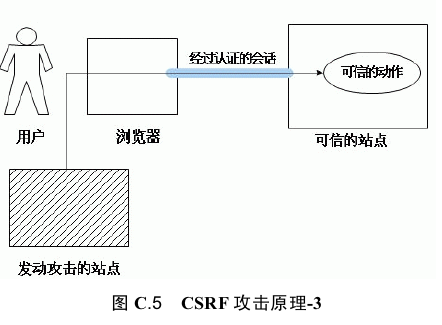 经过认证的会话
可信的动作
用户
浏览器
可信的站点
发动攻击的站点
图 C.5 CSRF 攻击原理-3